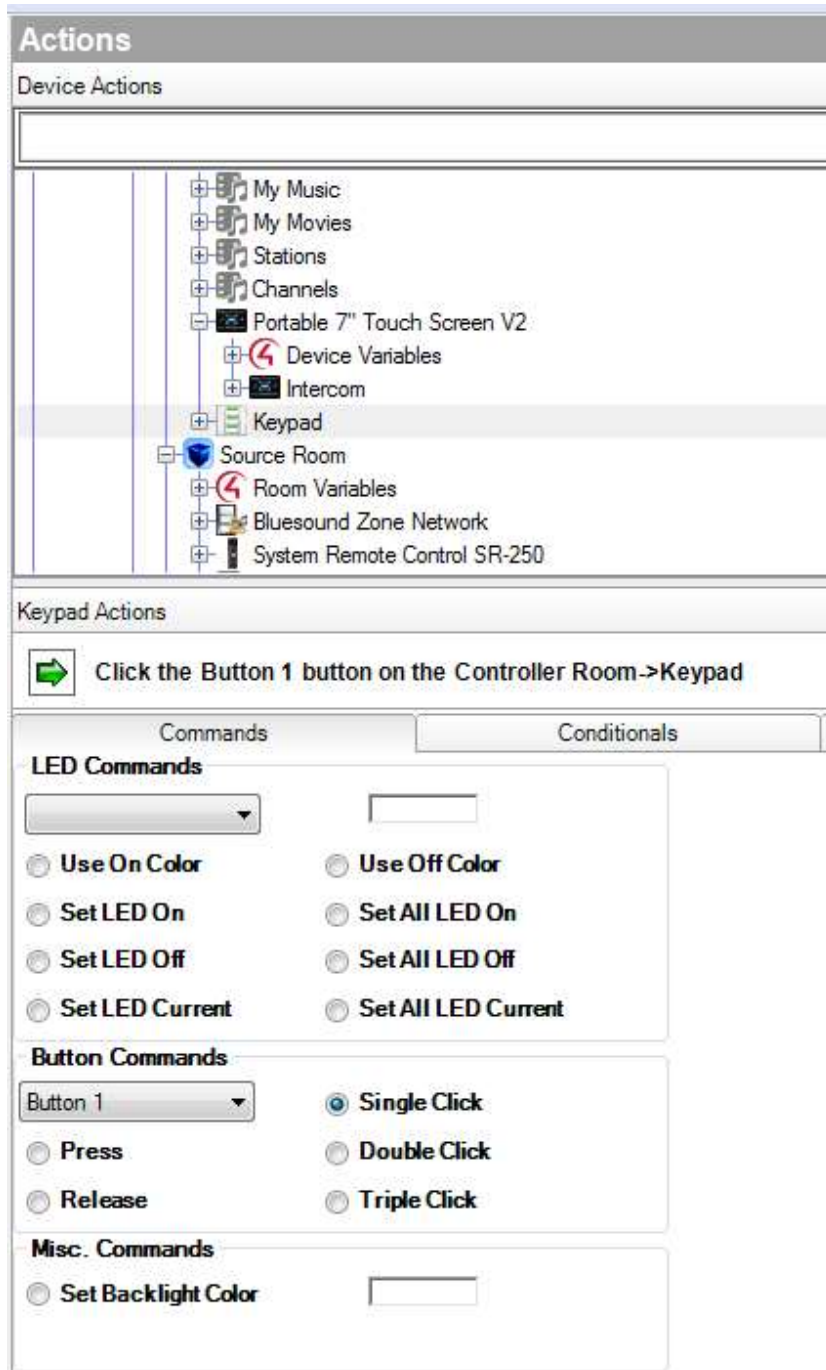 Actions
Device Actions
My Music
My Movies
Stations
Channels
Portable 7" Touch Screen V2
Device Variables
Intercom
Keypad
Source Room
Room Variables
Bluesound Zone Network
System Remote Control SR-250
Keypad Actions
Click the Button 1 button on the Controller Room->Keypad
Commands Conditionals
LED Commands
Use On Color Use Off Color
Set LED On Set All LED On
Set LED Off Set All LED Off
Set LED Current Set All LED Current
Button Commands
Button 1 Single Click
Press Double Click
Release Triple Click
Misc. Commands
Set Backlight Color